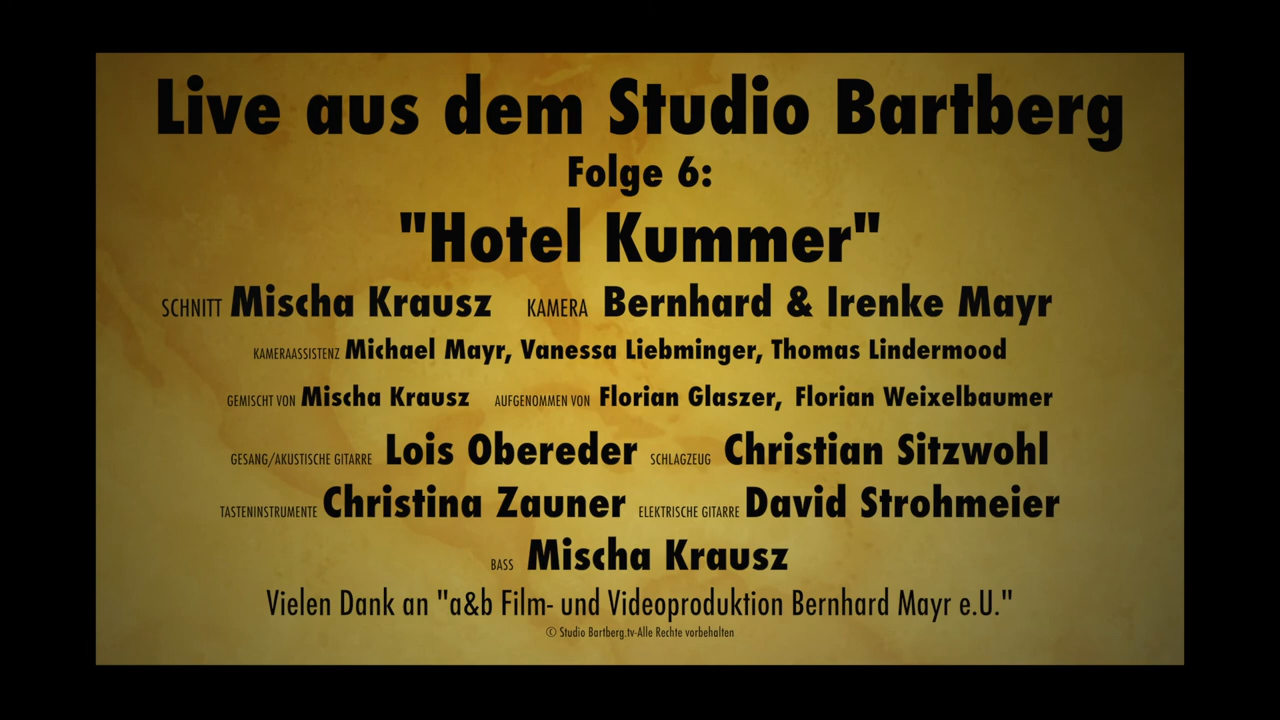 Live aus dem Studio Bartberg
Folge 6:
"Hotel Kummer"
SCHNITT Mischa Krausz KAMERA Bernhard & Irenke Mayr
KAMERAASSISTENZ Michael Mayr, Vanessa Liebminger, Thomas Lindermood
GEMISCHT VON Mischa Krausz AUFGENOMMEN VON Florian Glaszer, Florian Weixelbaumer
GESANG/AKUSTISCHE GITARRE Lois Obereder SCHLAGZEUG Christian Sitzwohl
TASTENINSTRUMENTE Christina Zauner ELEKTRISCHE GITARRE David Strohmeier
BASS Mischa Krausz
Vielen Dank an "a&b Film- und Videoproduktion Bernhard Mayr e.U."
© Studio Bartberg.tv-Alle Rechte vorbehalten